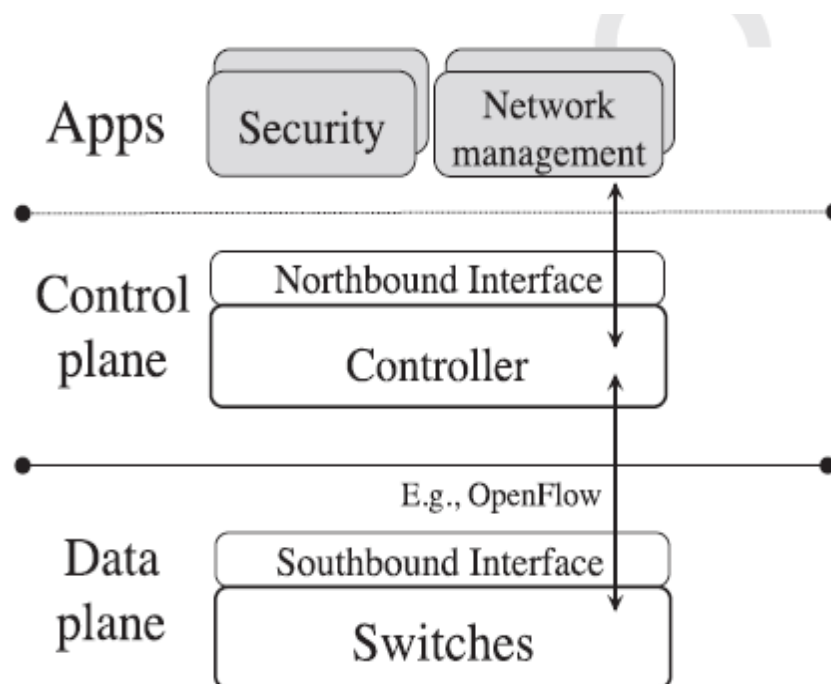 Apps
Security
Network
management
Control
plane
Northbound Interface
Controller
E.g., OpenFlow
Data
plane
Southbound Interface
Switches